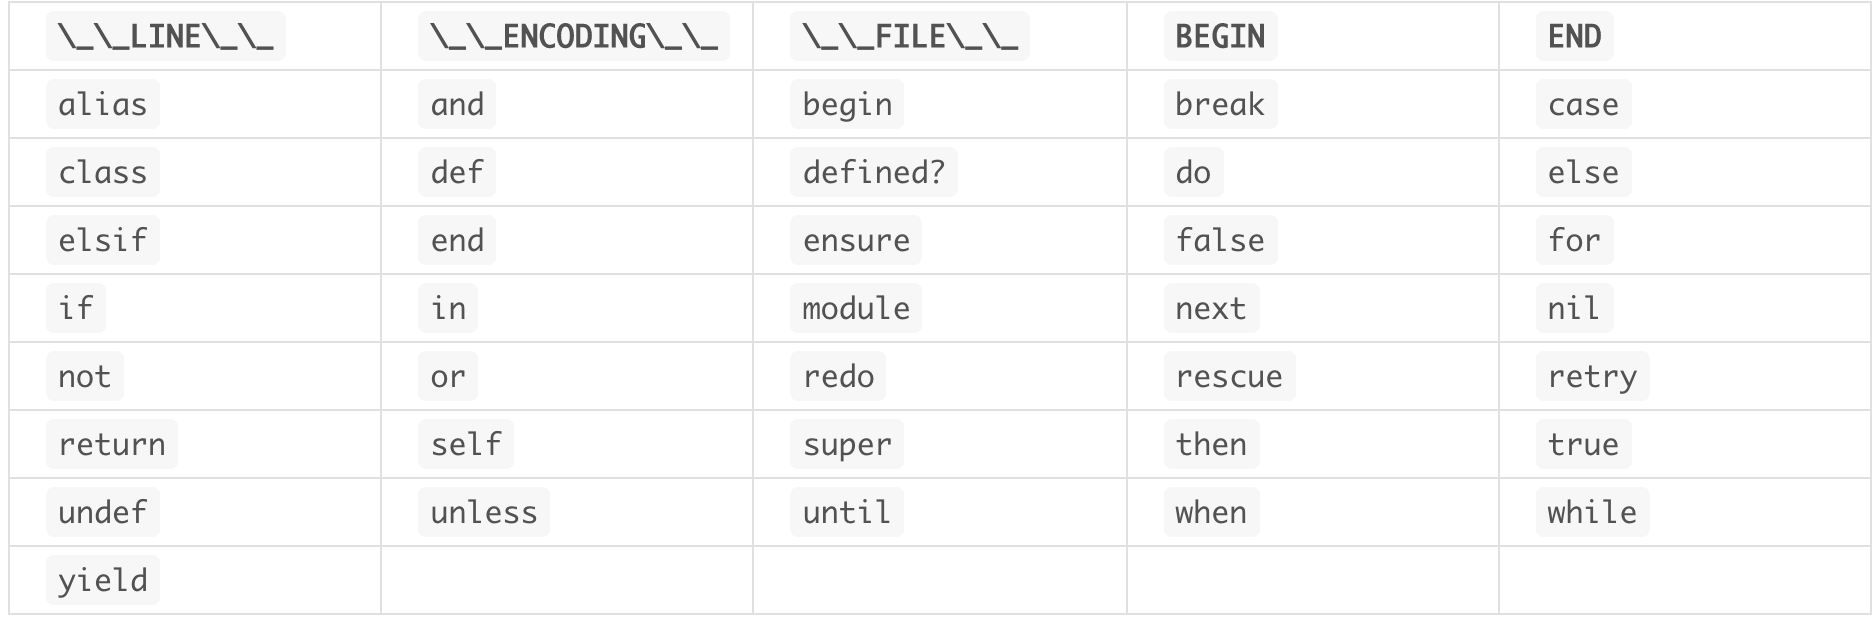 \_\_LINE\_\_ \_\_ENCODING\_\_ \_\_FILE\_\_ BEGIN END
alias and begin break case
class def defined? do else
elsif end ensure false for
if in module next nil
not or redo rescue retry
return self super then true
undef unless until when while
yield